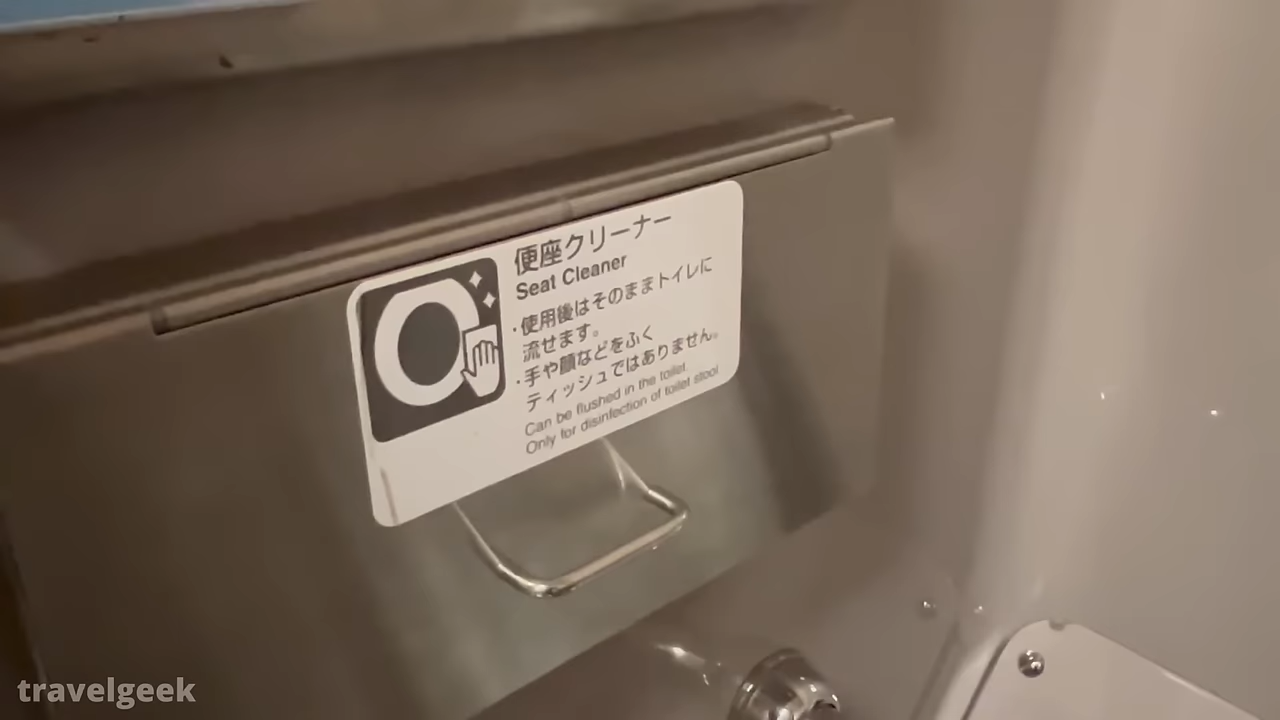 便座クリーナー
Seat Cleaner
・使用後はそのままトイレに
流せます。
・手や顔などをふく
ティッシュではありません。
Can be flushed in the toilet.
Only for disinfection of toilet stool.
travelgeek